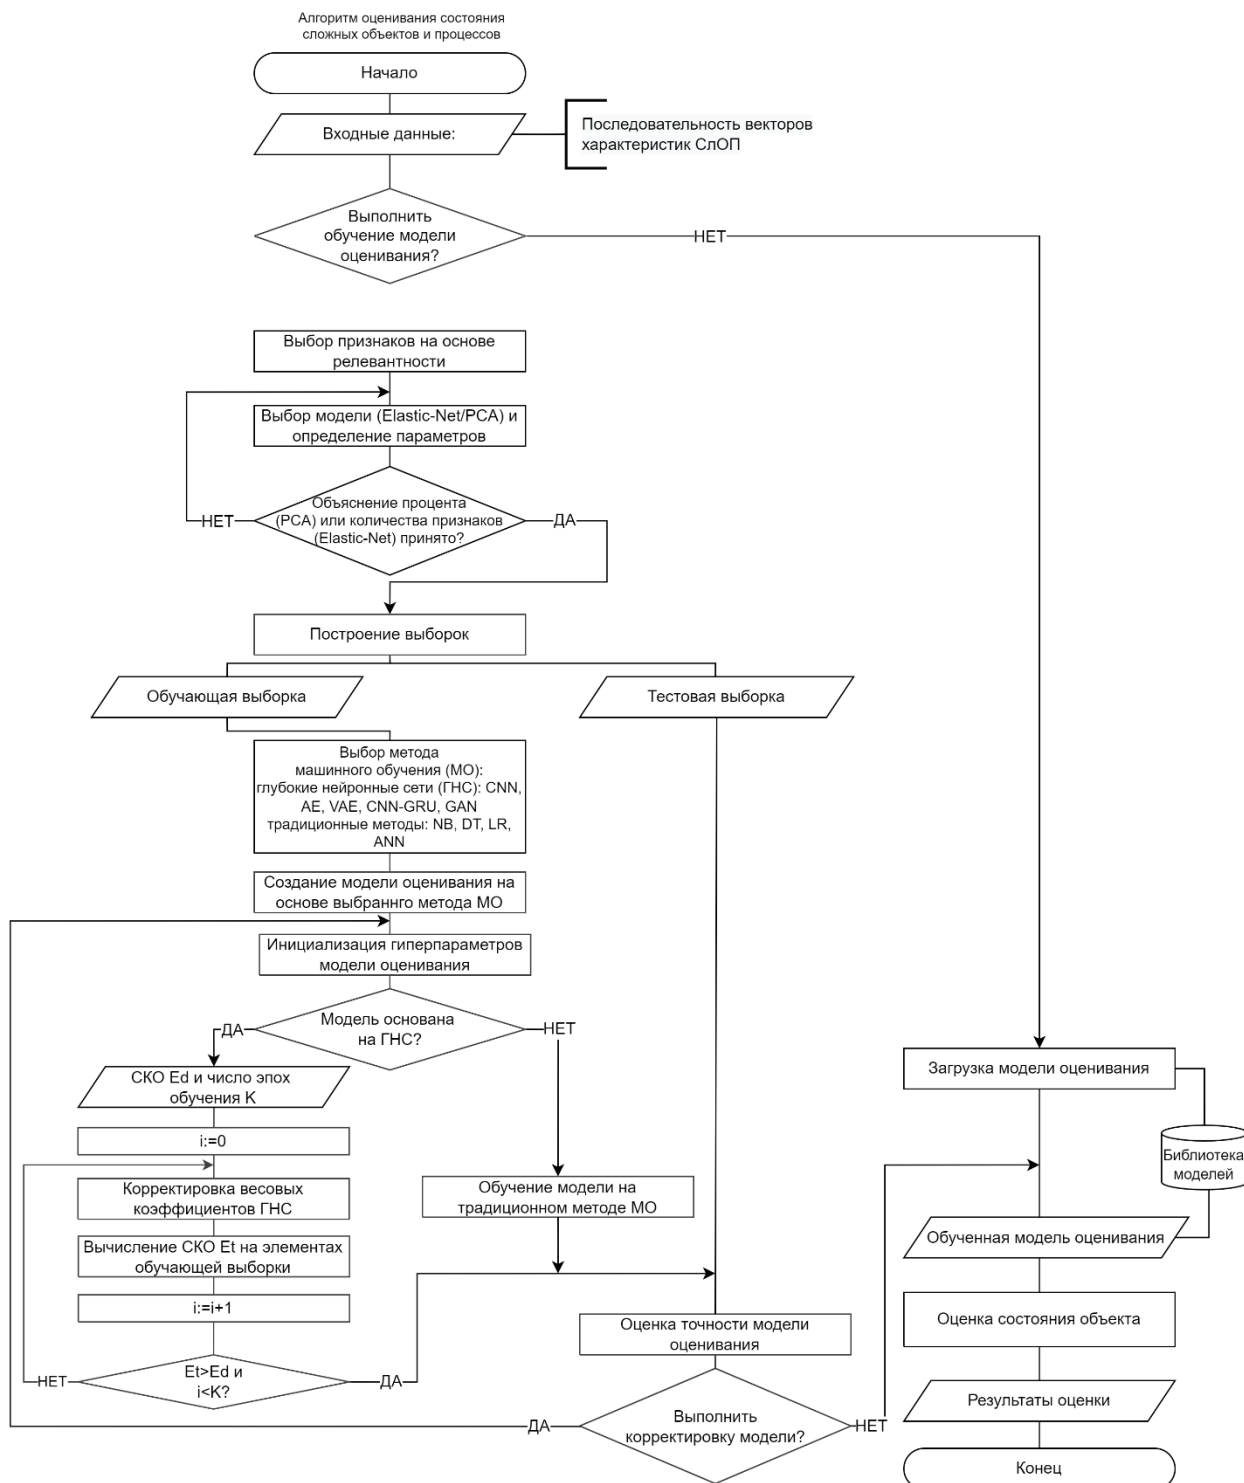 Алгоритм оценивания состояния
сложных объектов и процессов
Начало
Входные данные:
Последовательность векторов
характеристик СлОП
Выполнить
обучение модели
оценивания?
НЕТ
Выбор признаков на основе
релевантности
Выбор модели (Elastic-Net/PCA) и
определение параметров
Объяснение процента
(PCA) или количества признаков
(Elastic-Net) принято?
НЕТ
ДА
Построение выборок
Обучающая выборка
Тестовая выборка
Выбор метода
машинного обучения (МО):
глубокие нейронные сети (ГНС): CNN,
AE, VAE, CNN-GRU, GAN
традиционные методы: NB, DT, LR,
ANN
Создание модели оценивания на
основе выбраннго метода МО
Инициализация гиперпараметров
модели оценивания
Модель основана
на ГНС?
ДА
НЕТ
СКО Ed и число эпох
обучения K
i:=0
Корректировка весовых
коэффициентов ГНС
Вычисление СКО Et на элементах
обучающей выборки
i:=i+1
Et>Ed и
i<K?
НЕТ
ДА
Обучение модели на
традиционном методе МО
Оценка точности модели
оценивания
Выполнить
корректировку модели?
ДА
НЕТ
Загрузка модели оценивания
Библиотека
моделей
Обученная модель оценивания
Оценка состояния объекта
Результаты оценки
Конец